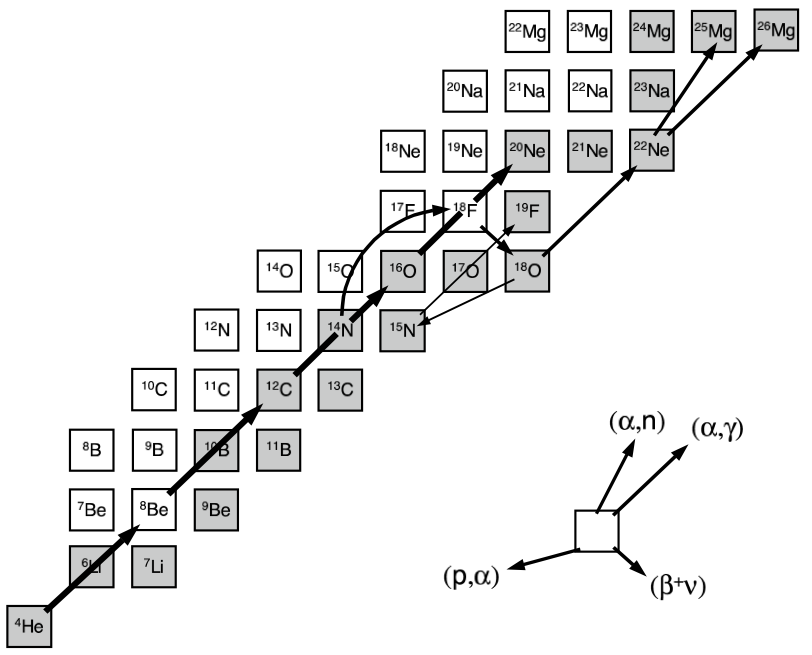 ²²Mg ²³Mg ²⁴Mg ²⁵Mg ²⁶Mg
²⁰Na ²¹Na ²²Na ²³Na
¹⁸Ne ¹⁹Ne ²⁰Ne ²¹Ne ²²Ne
¹⁷F ¹⁸F ¹⁹F
¹⁴O ¹⁵O ¹⁶O ¹⁷O ¹⁸O
¹²N ¹³N ¹⁴N ¹⁵N
¹⁰C ¹¹C ¹²C ¹³C
⁸B ⁹B ¹⁰B ¹¹B
⁷Be ⁸Be ⁹Be
⁶Li ⁷Li
⁴He
(α,n) (α,γ)
(p,α) (β⁺ν)